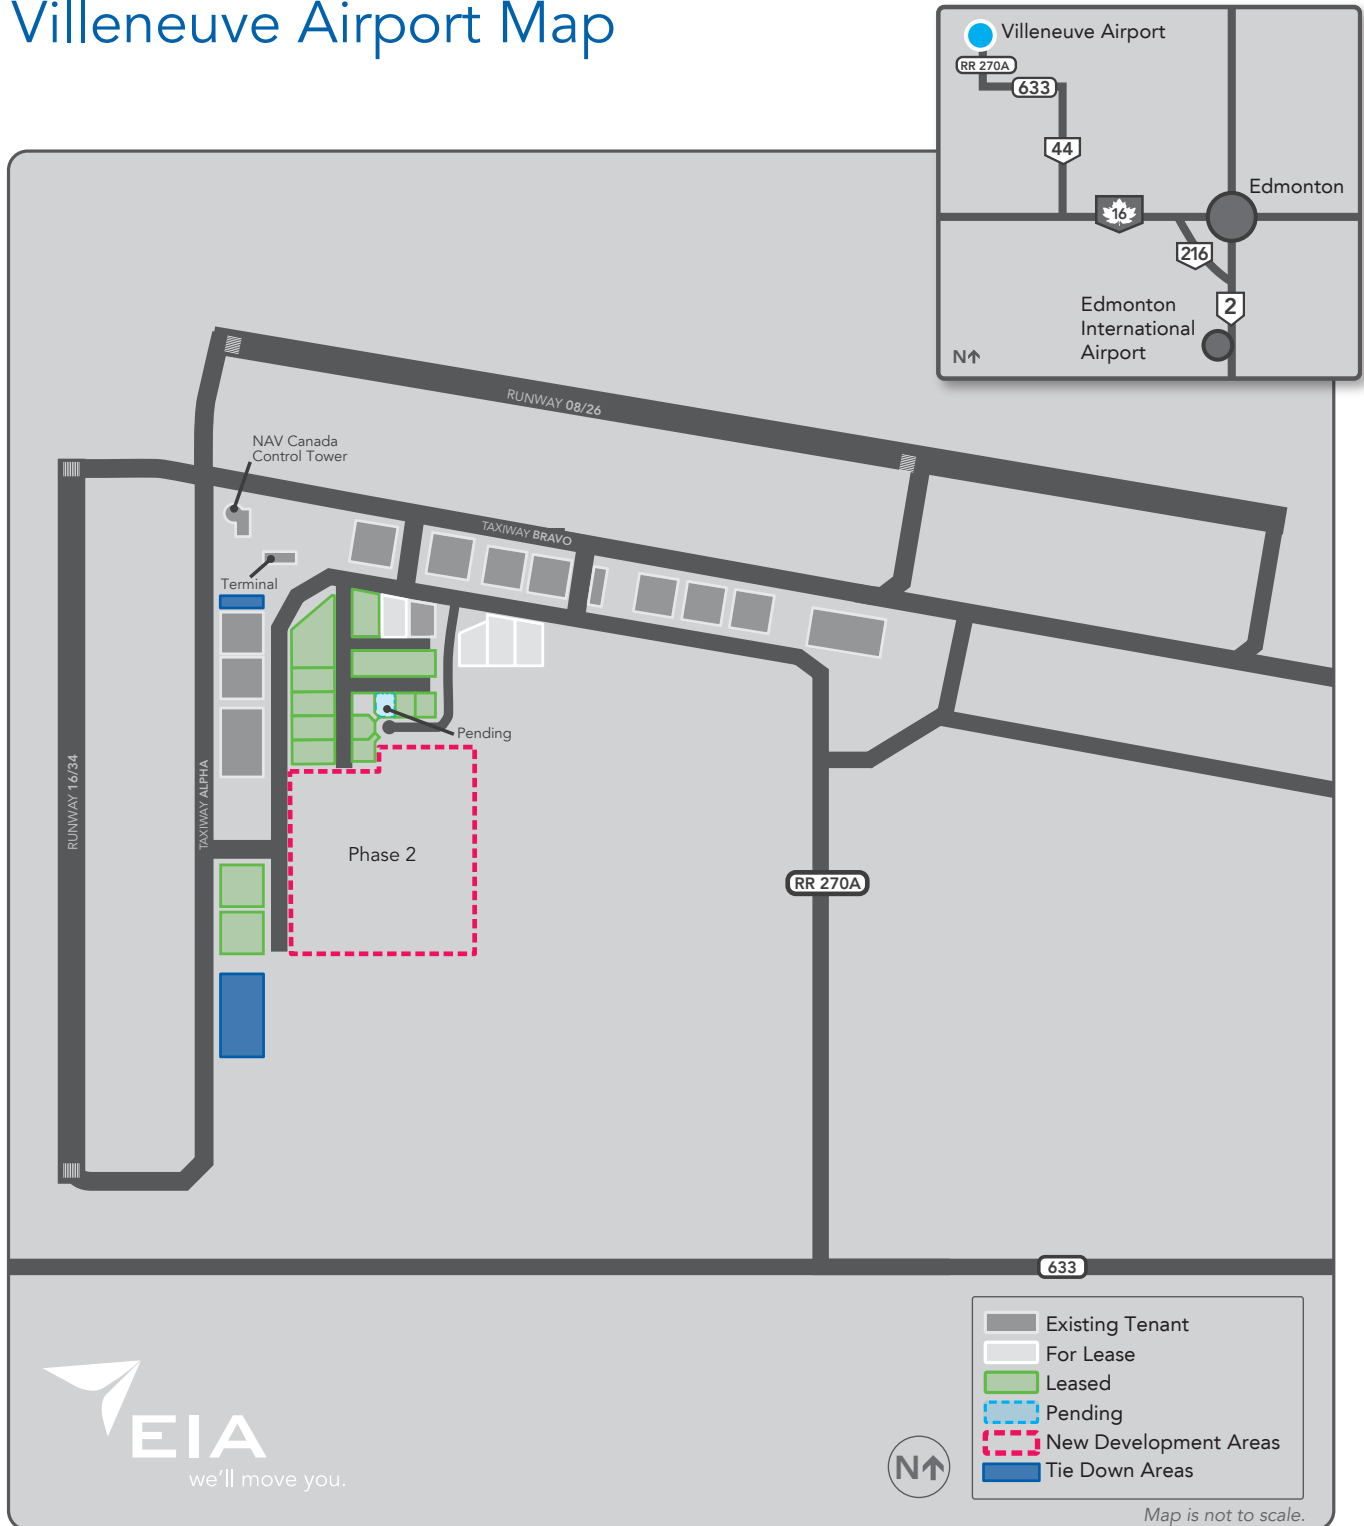 Villeneuve Airport Map
Villeneuve Airport
RR 270A
633
44
16
Edmonton
216
2
Edmonton
International
Airport
N↑
RUNWAY 08/26
NAV Canada
Control Tower
TAXIWAY BRAVO
Terminal
Pending
RUNWAY 16/34
TAXIWAY ALPHA
Phase 2
RR 270A
633
Existing Tenant
For Lease
Leased
Pending
New Development Areas
Tie Down Areas
EIA
we'll move you.
N↑
Map is not to scale.